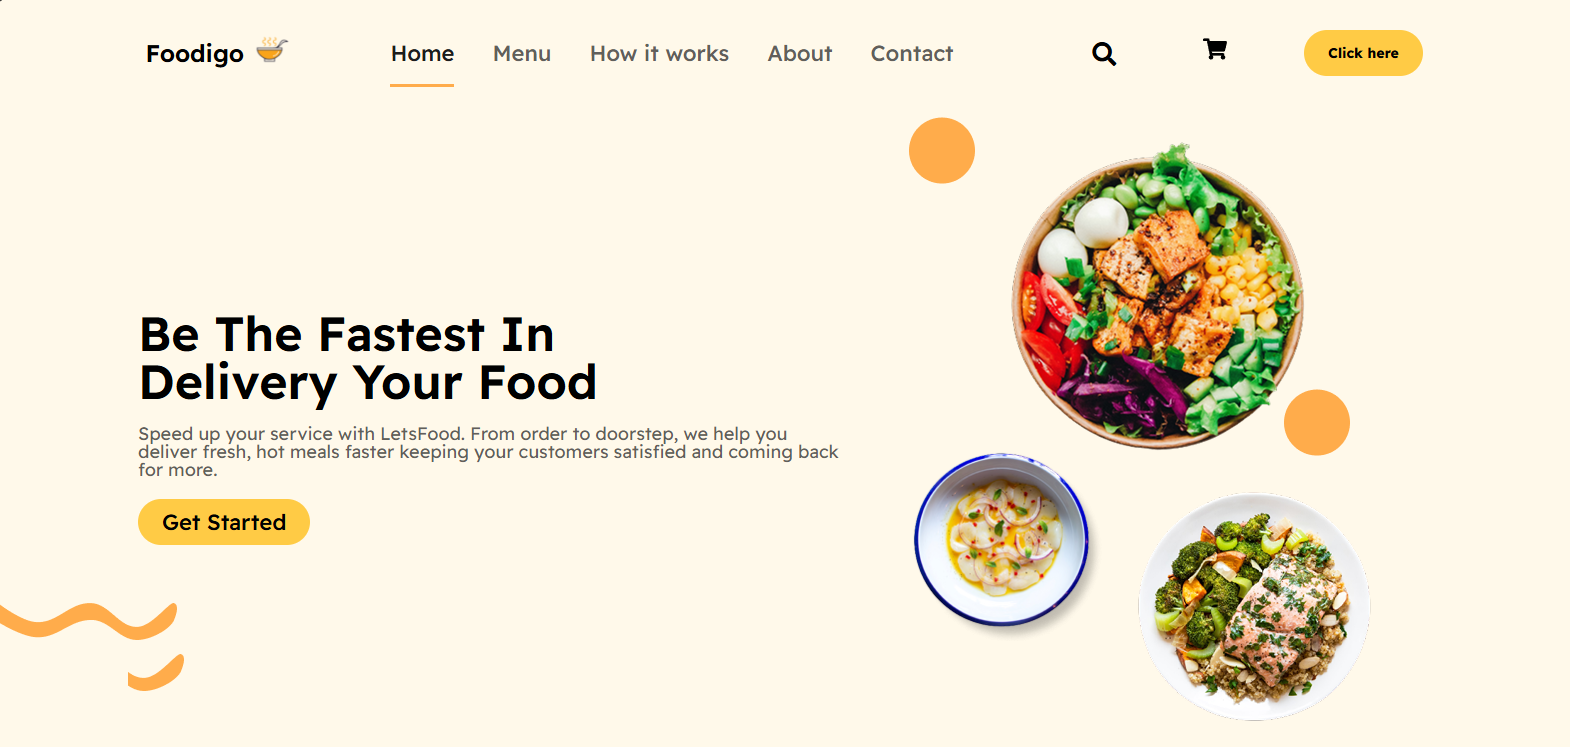 Foodigo Home Menu How it works About Contact Click here
Be The Fastest In
Delivery Your Food
Speed up your service with LetsFood. From order to doorstep, we help you
deliver fresh, hot meals faster keeping your customers satisfied and coming back
for more.
Get Started